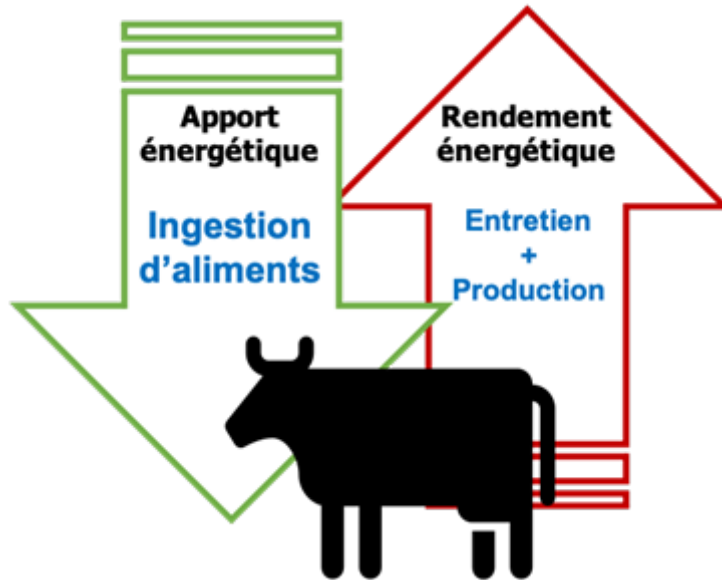 Apport
énergétique
Ingestion
d’aliments
Rendement
énergétique
Entretien
+
Production